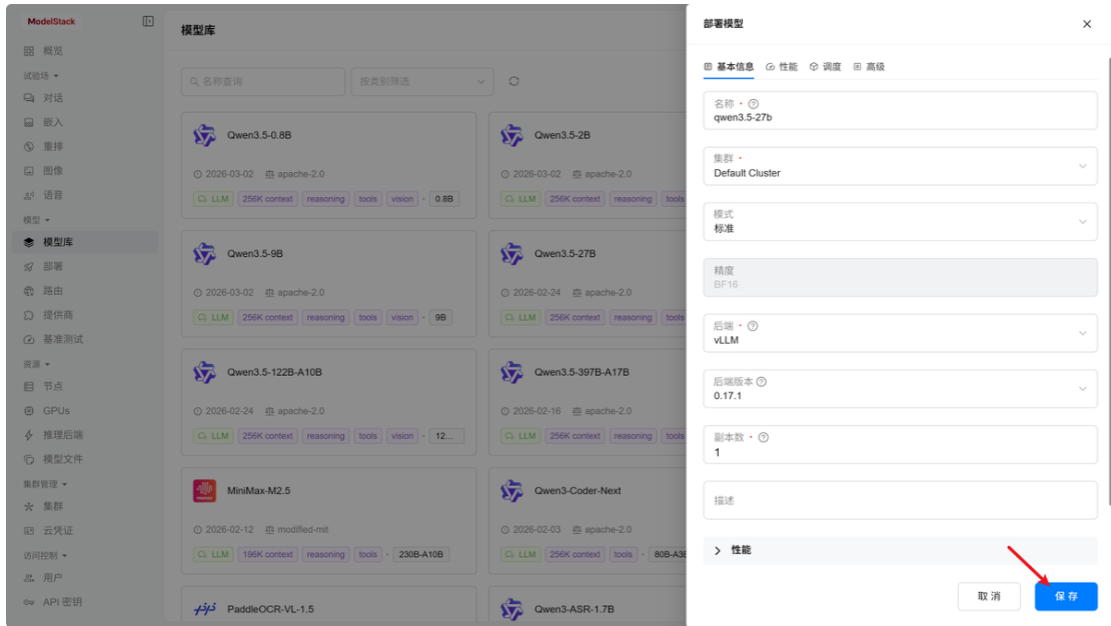 ModelStack
概览
试验场
对话
嵌入
重排
图像
语音
模型
模型库
部署
路由
提供商
基准测试
资源
节点
GPUs
推理后端
模型文件
集群管理
集群
云凭证
访问控制
用户
API 密钥
模型库
名称查询
按类别筛选
Qwen3.5-0.8B
2026-03-02 apache-2.0
LLM 256K context reasoning tools vision · 0.8B
Qwen3.5-2B
2026-03-02 apache-2.0
LLM 256K context reasoning tools
Qwen3.5-9B
2026-03-02 apache-2.0
LLM 256K context reasoning tools vision · 9B
Qwen3.5-27B
2026-02-24 apache-2.0
LLM 256K context reasoning tools
Qwen3.5-122B-A10B
2026-02-24 apache-2.0
LLM 256K context reasoning tools vision · 12...
Qwen3.5-397B-A17B
2026-02-16 apache-2.0
LLM 256K context reasoning tools
MiniMax-M2.5
2026-02-12 modified-mit
LLM 196K context reasoning tools · 230B-A10B
Qwen3-Coder-Next
2026-02-03 apache-2.0
LLM 256K context tools · 80B-A3B
PaddleOCR-VL-1.5
Qwen3-ASR-1.7B
部署模型
基本信息 性能 调度 高级
名称 ·
qwen3.5-27b
集群 ·
Default Cluster
模式
标准
精度
BF16
后端 ·
vLLM
后端版本
0.17.1
副本数 ·
1
描述
性能
取消 保存